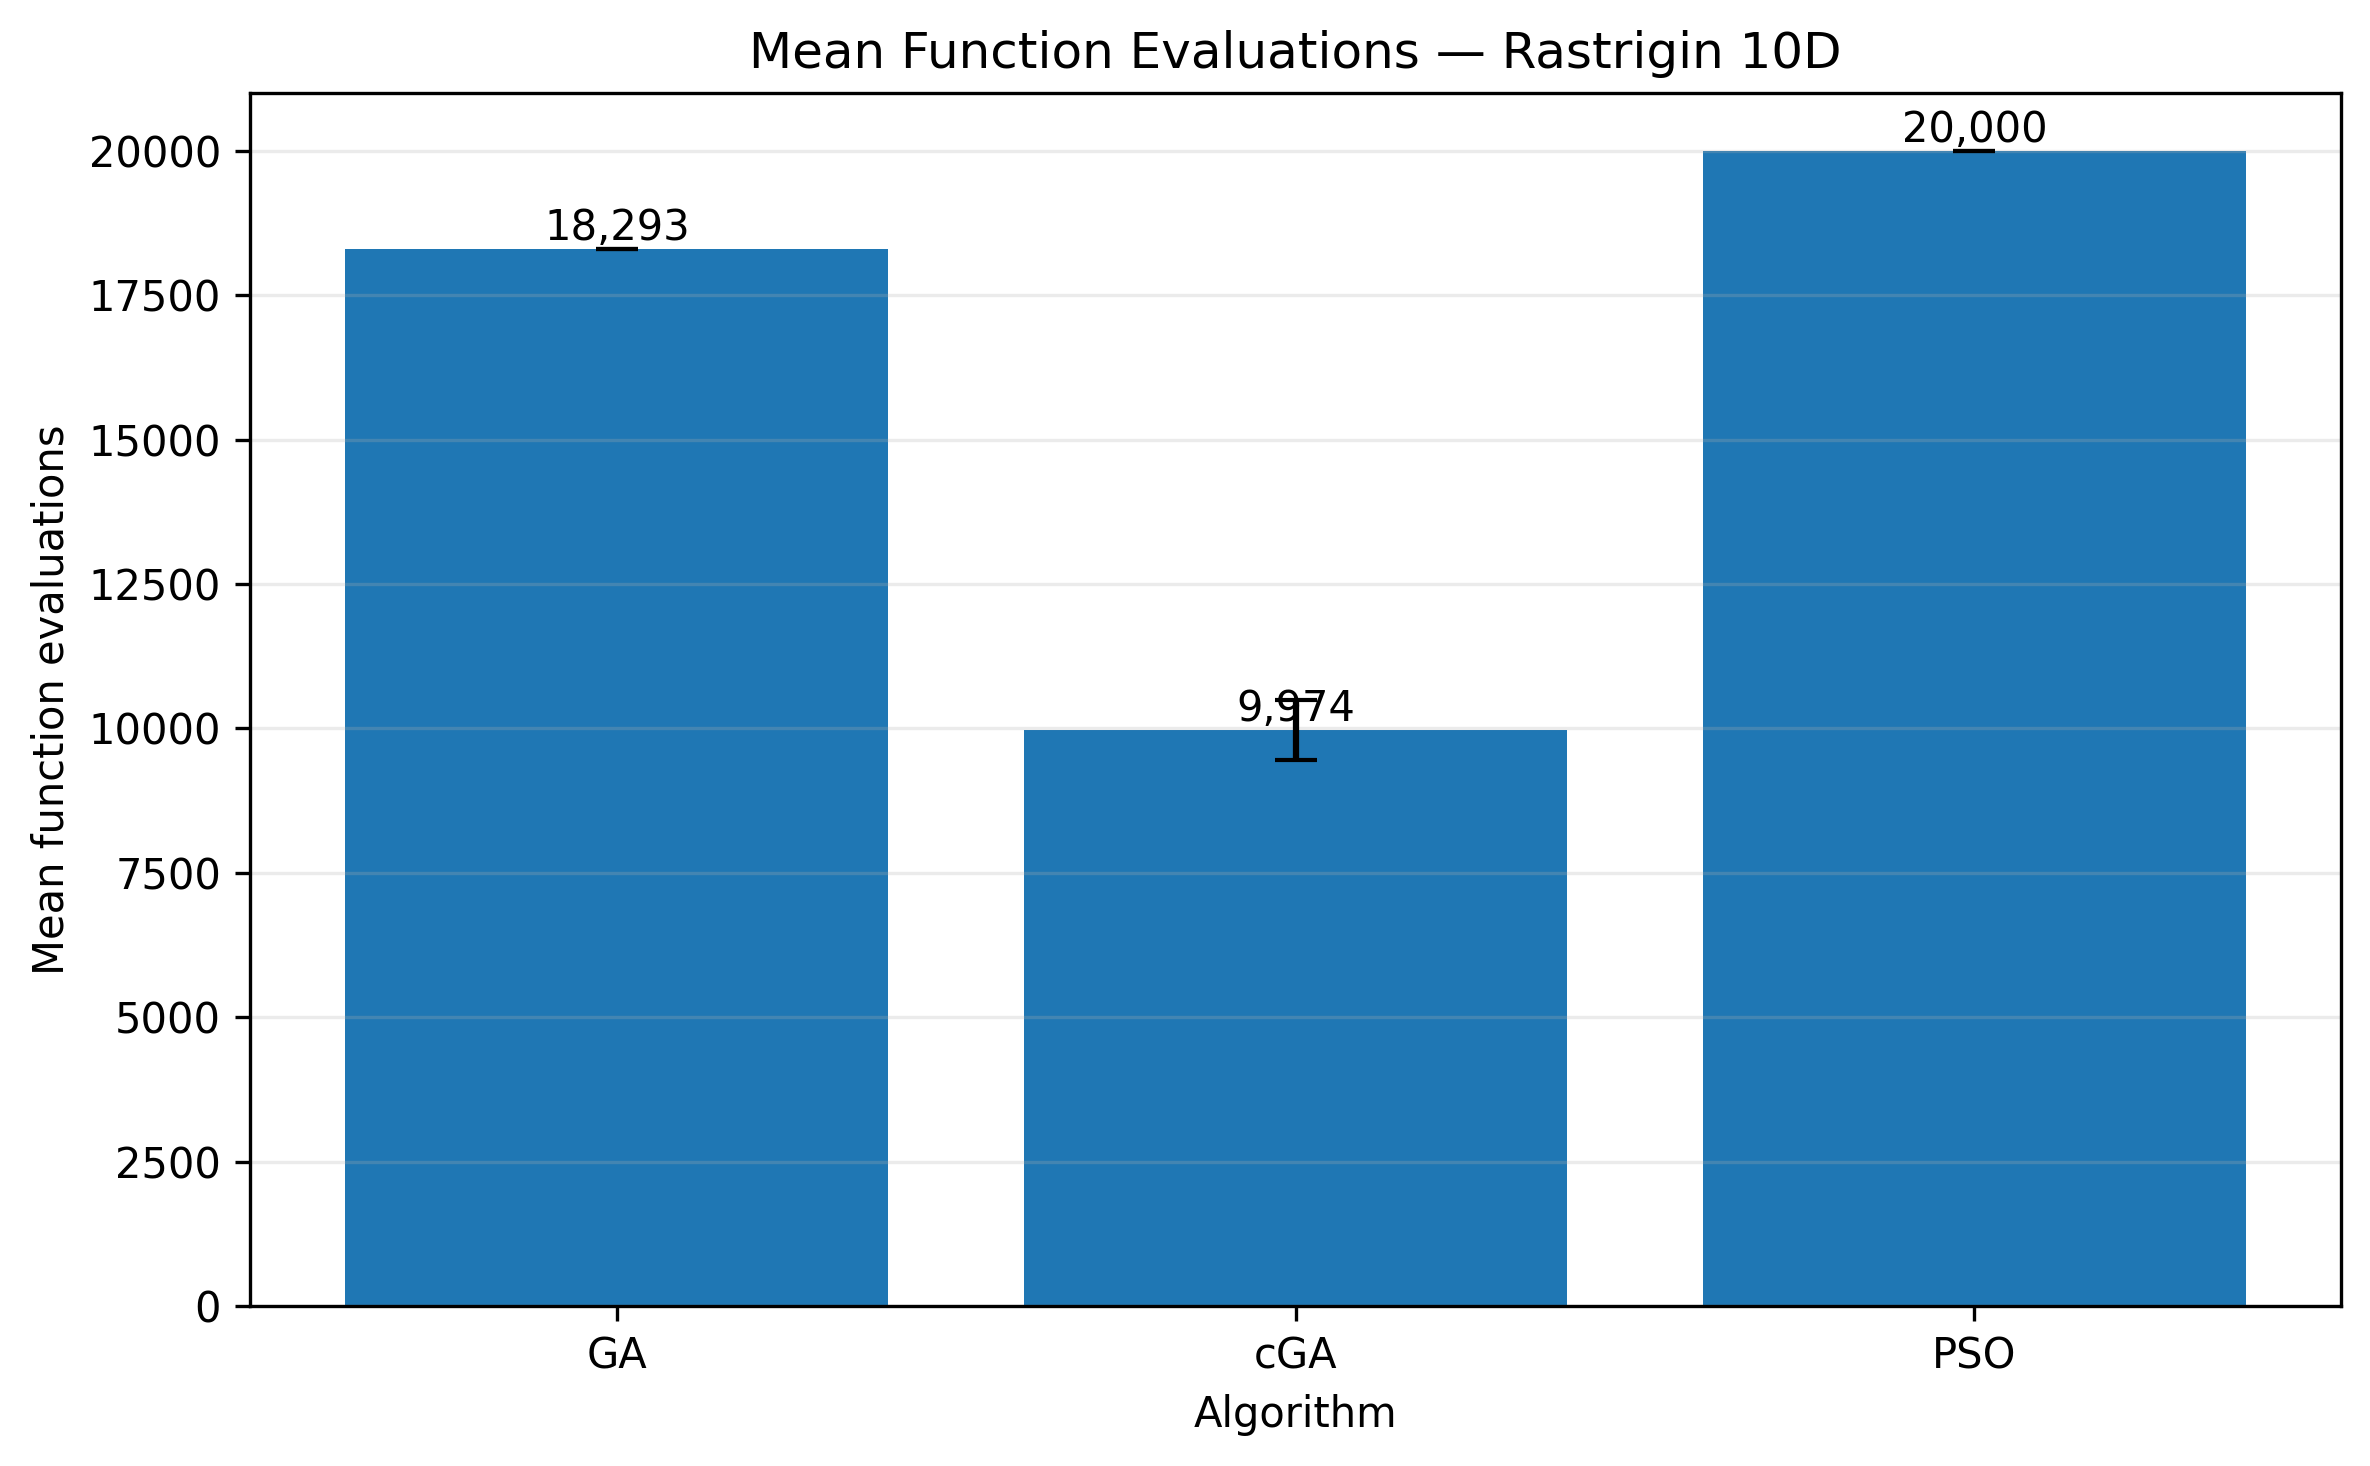 Mean Function Evaluations — Rastrigin 10D
Mean function evaluations
20000
17500
15000
12500
10000
7500
5000
2500
0
18,293
9,974
20,000
GA
cGA
PSO
Algorithm